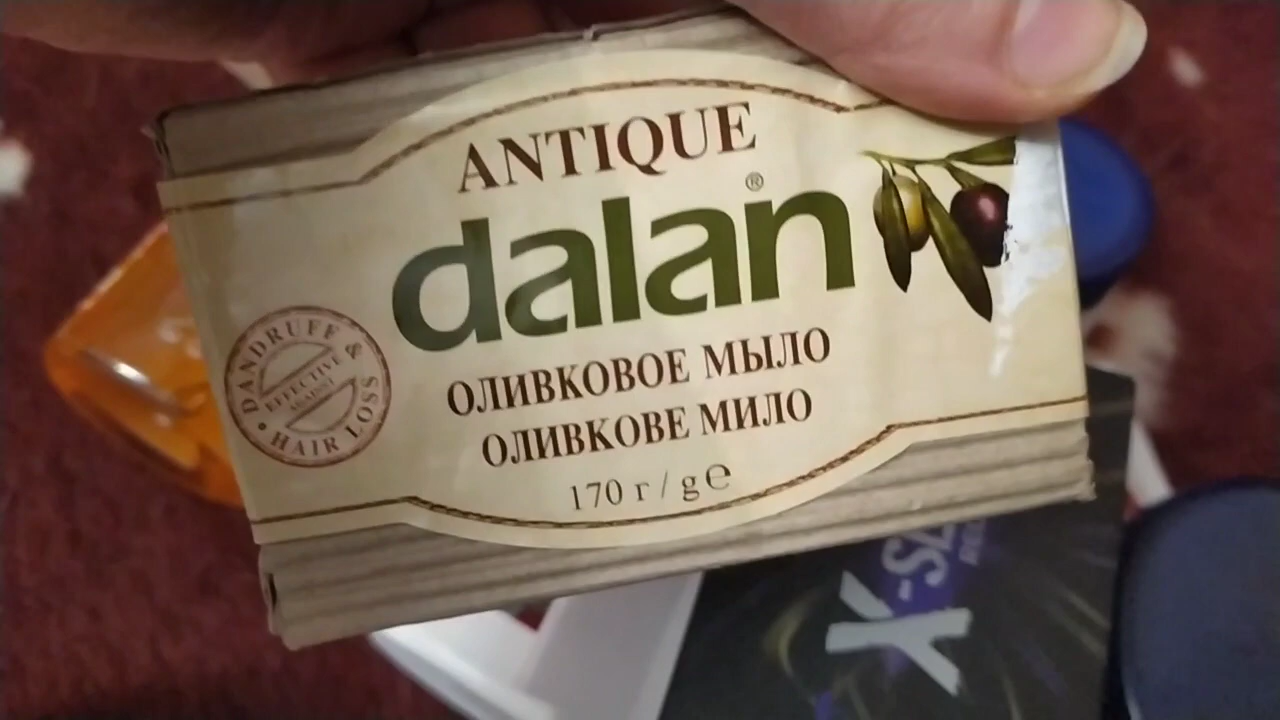 ANTIQUE
dalan®
ОЛИВКОВОЕ МЫЛО
ОЛИВКОВЕ МИЛО
170 г / g ℮
DANDRUFF &
EFFECTIVE
AGAINST
HAIR LOSS